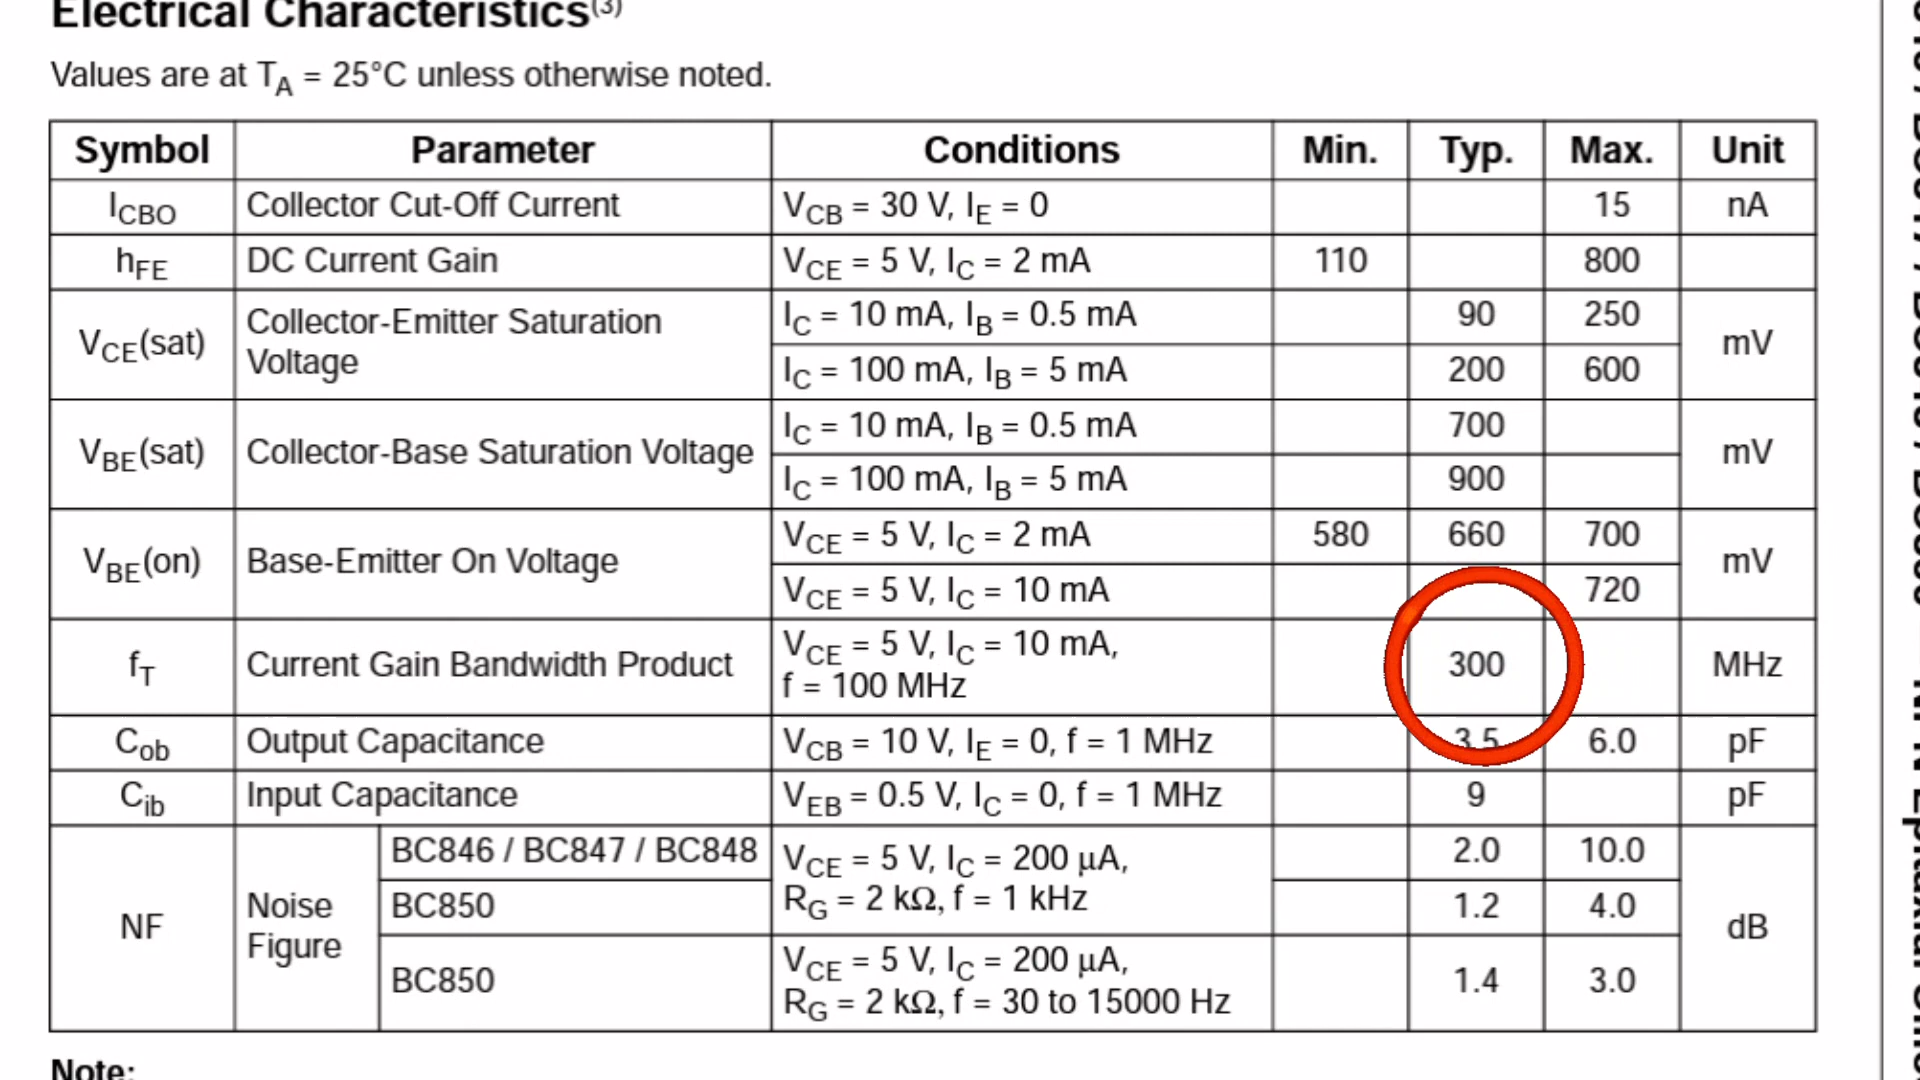 Electrical Characteristics(3)
Values are at TA = 25°C unless otherwise noted.
Symbol Parameter Conditions Min. Typ. Max. Unit
ICBO Collector Cut-Off Current VCB = 30 V, IE = 0 15 nA
hFE DC Current Gain VCE = 5 V, IC = 2 mA 110 800
VCE(sat) Collector-Emitter Saturation Voltage IC = 10 mA, IB = 0.5 mA 90 250 mV
IC = 100 mA, IB = 5 mA 200 600
VBE(sat) Collector-Base Saturation Voltage IC = 10 mA, IB = 0.5 mA 700 mV
IC = 100 mA, IB = 5 mA 900
VBE(on) Base-Emitter On Voltage VCE = 5 V, IC = 2 mA 580 660 700 mV
VCE = 5 V, IC = 10 mA 720
fT Current Gain Bandwidth Product VCE = 5 V, IC = 10 mA, f = 100 MHz 300 MHz
Cob Output Capacitance VCB = 10 V, IE = 0, f = 1 MHz 3.5 6.0 pF
Cib Input Capacitance VEB = 0.5 V, IC = 0, f = 1 MHz 9 pF
NF Noise Figure BC846 / BC847 / BC848 VCE = 5 V, IC = 200 μA, RG = 2 kΩ, f = 1 kHz 2.0 10.0 dB
BC850 1.2 4.0
BC850 VCE = 5 V, IC = 200 μA, RG = 2 kΩ, f = 30 to 15000 Hz 1.4 3.0
Note: